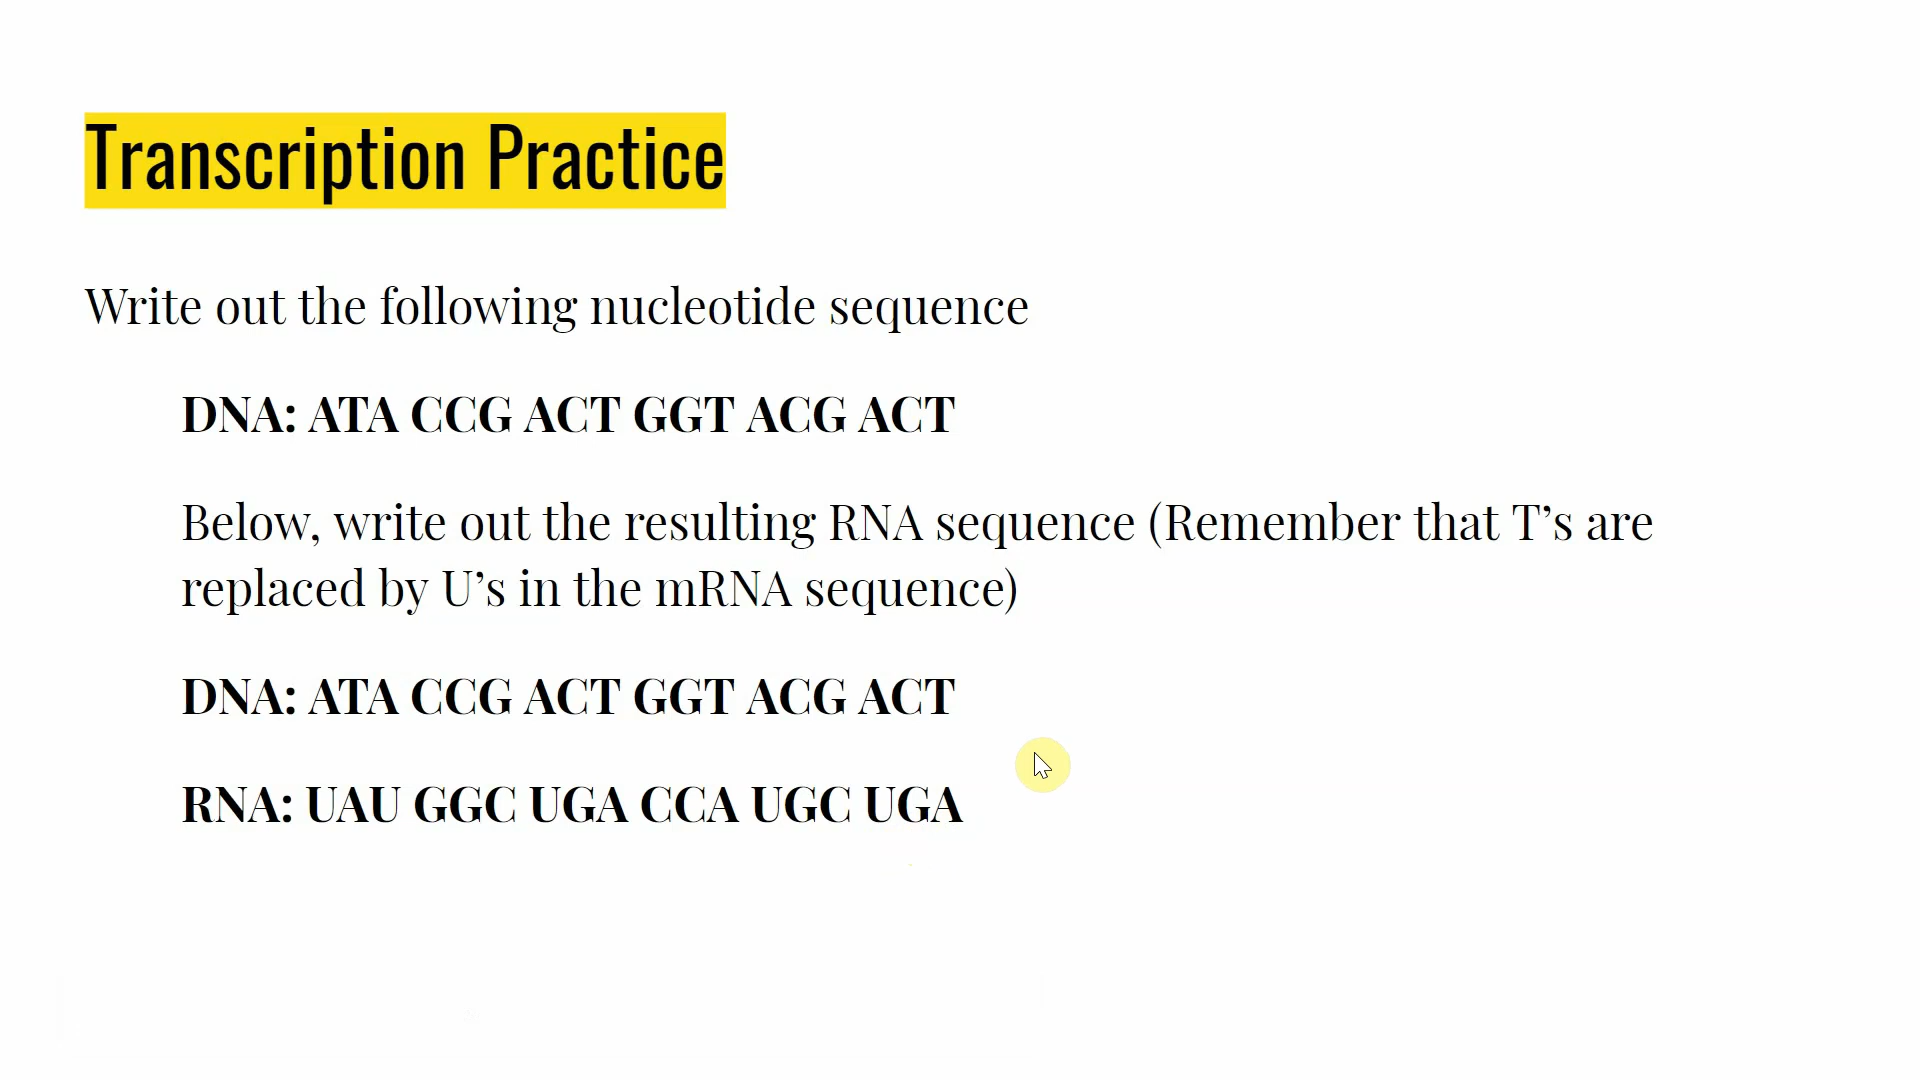 Transcription Practice
Write out the following nucleotide sequence
DNA: ATA CCG ACT GGT ACG ACT
Below, write out the resulting RNA sequence (Remember that T’s are
replaced by U’s in the mRNA sequence)
DNA: ATA CCG ACT GGT ACG ACT
RNA: UAU GGC UGA CCA UGC UGA